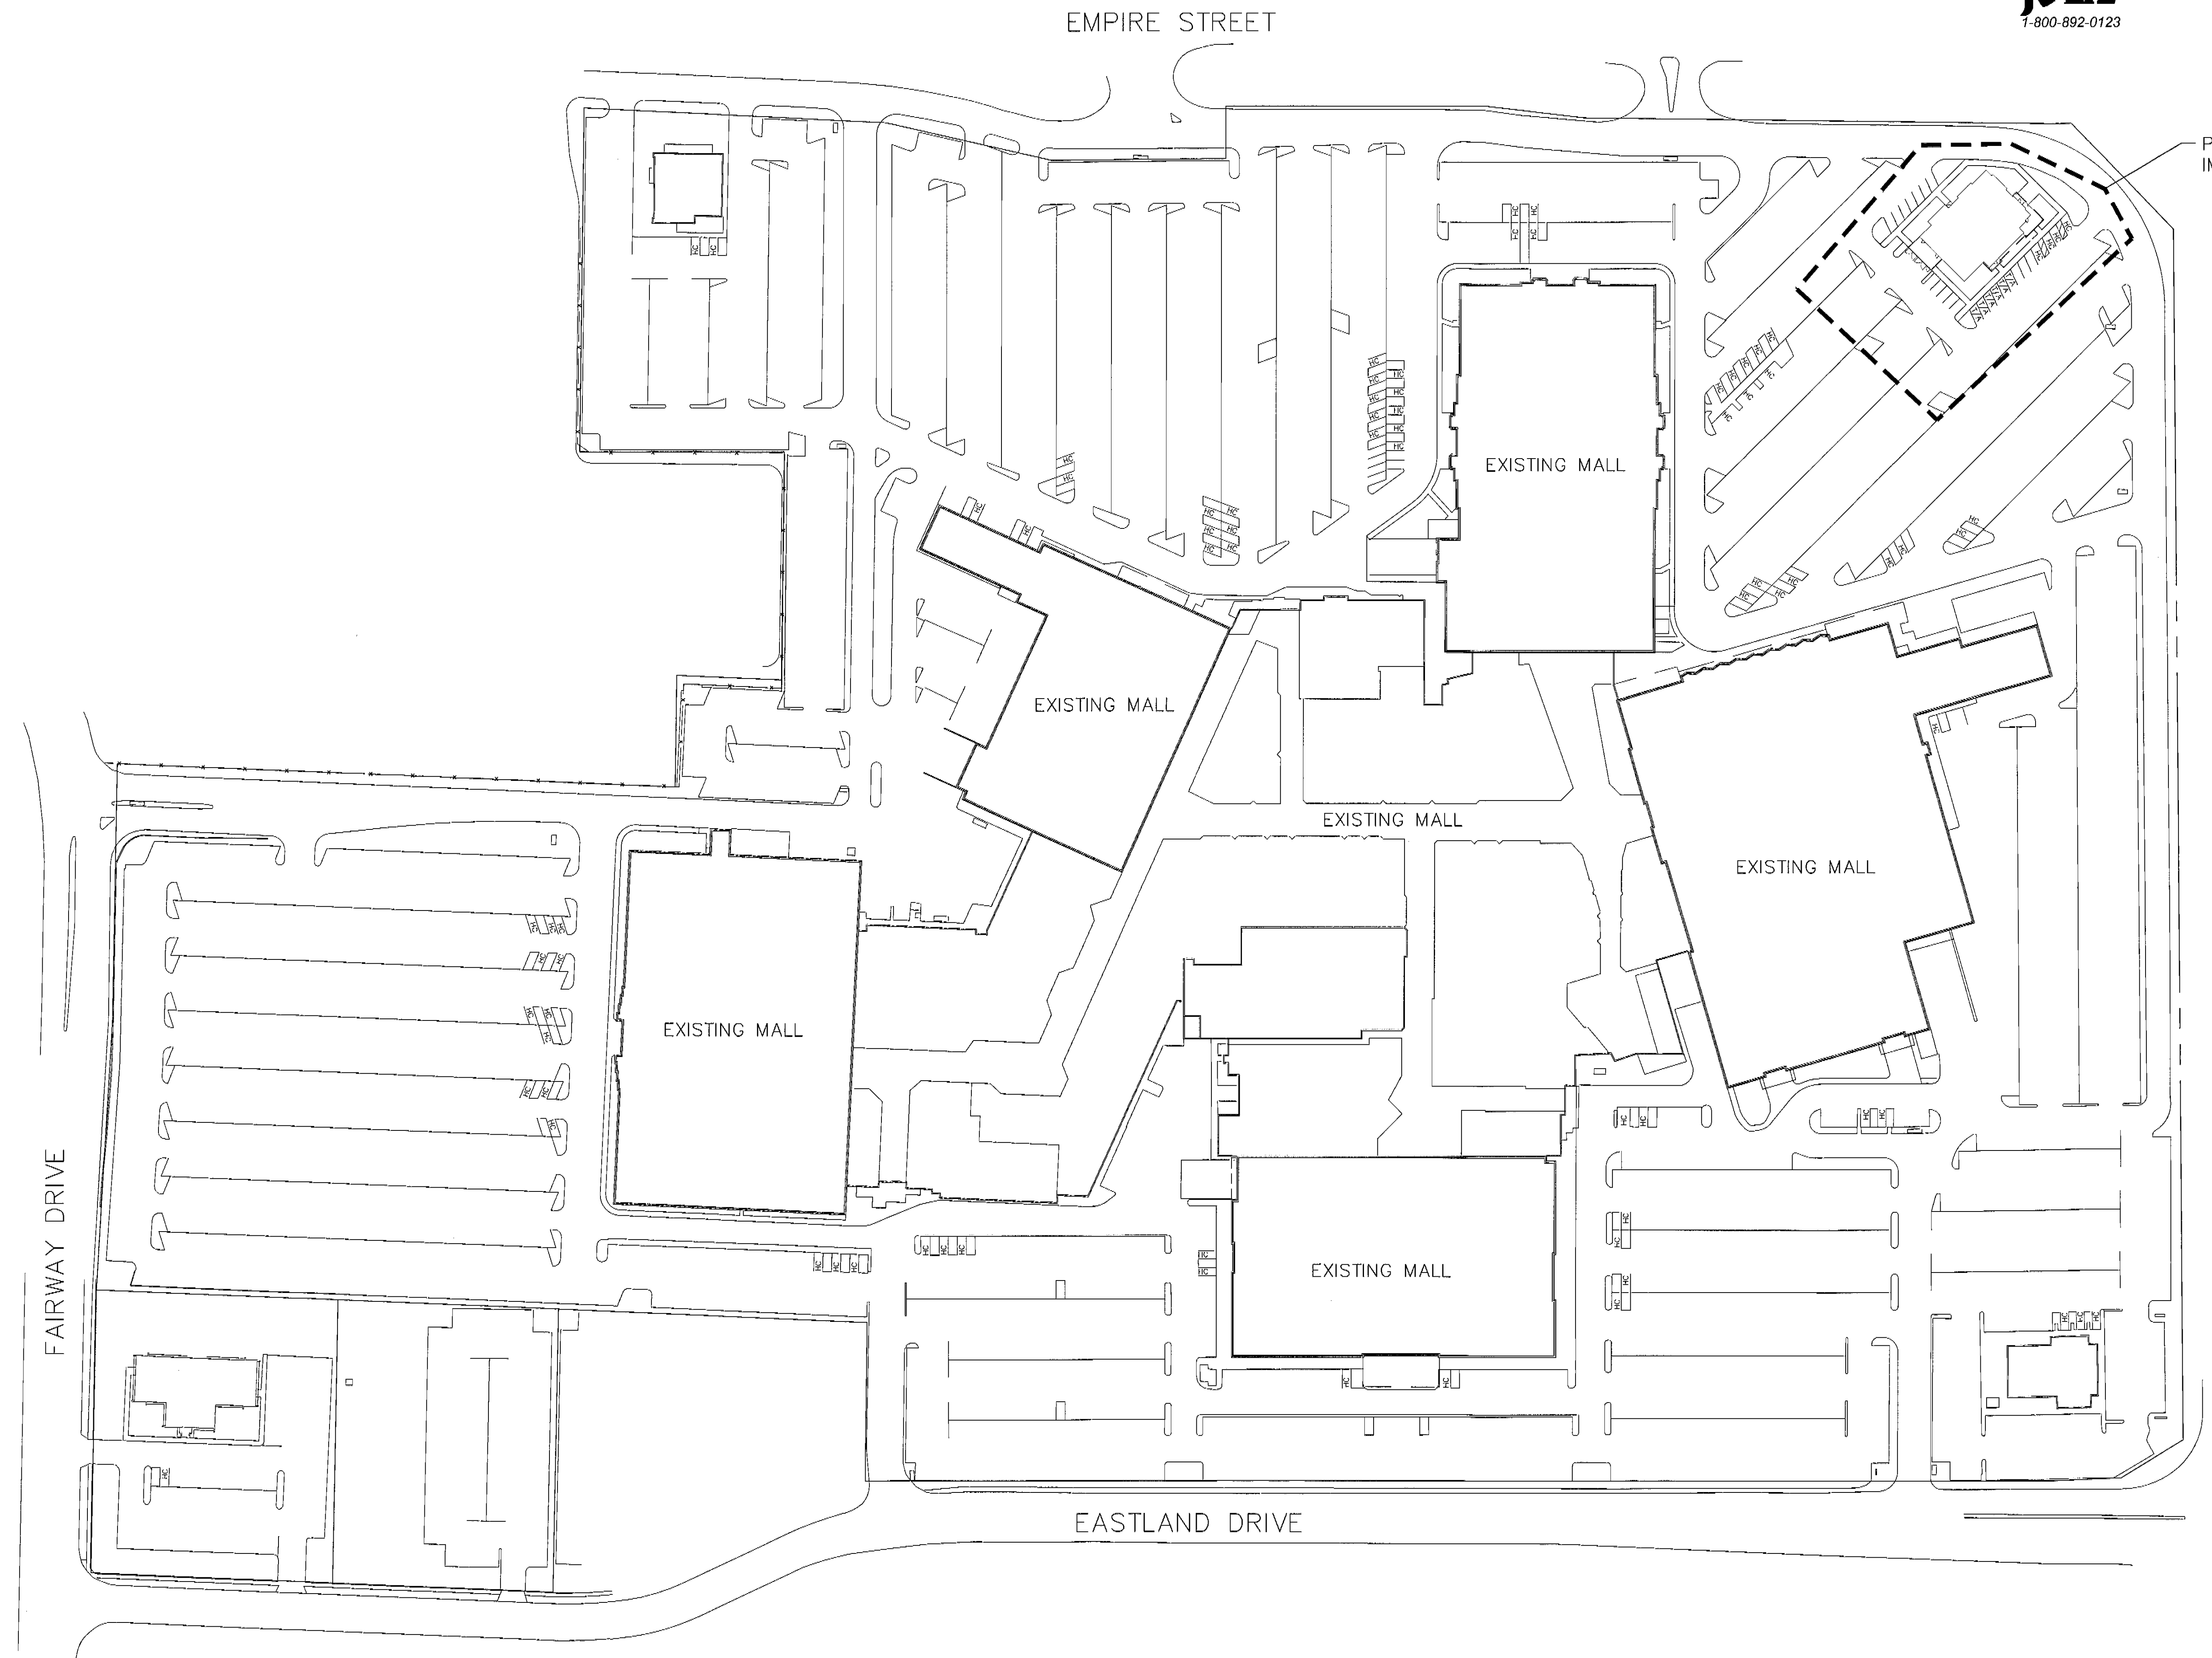 EMPIRE STREET
1-800-892-0123
P
IM
EXISTING MALL
EXISTING MALL
EXISTING MALL
EXISTING MALL
EXISTING MALL
EXISTING MALL
FAIRWAY DRIVE
EASTLAND DRIVE